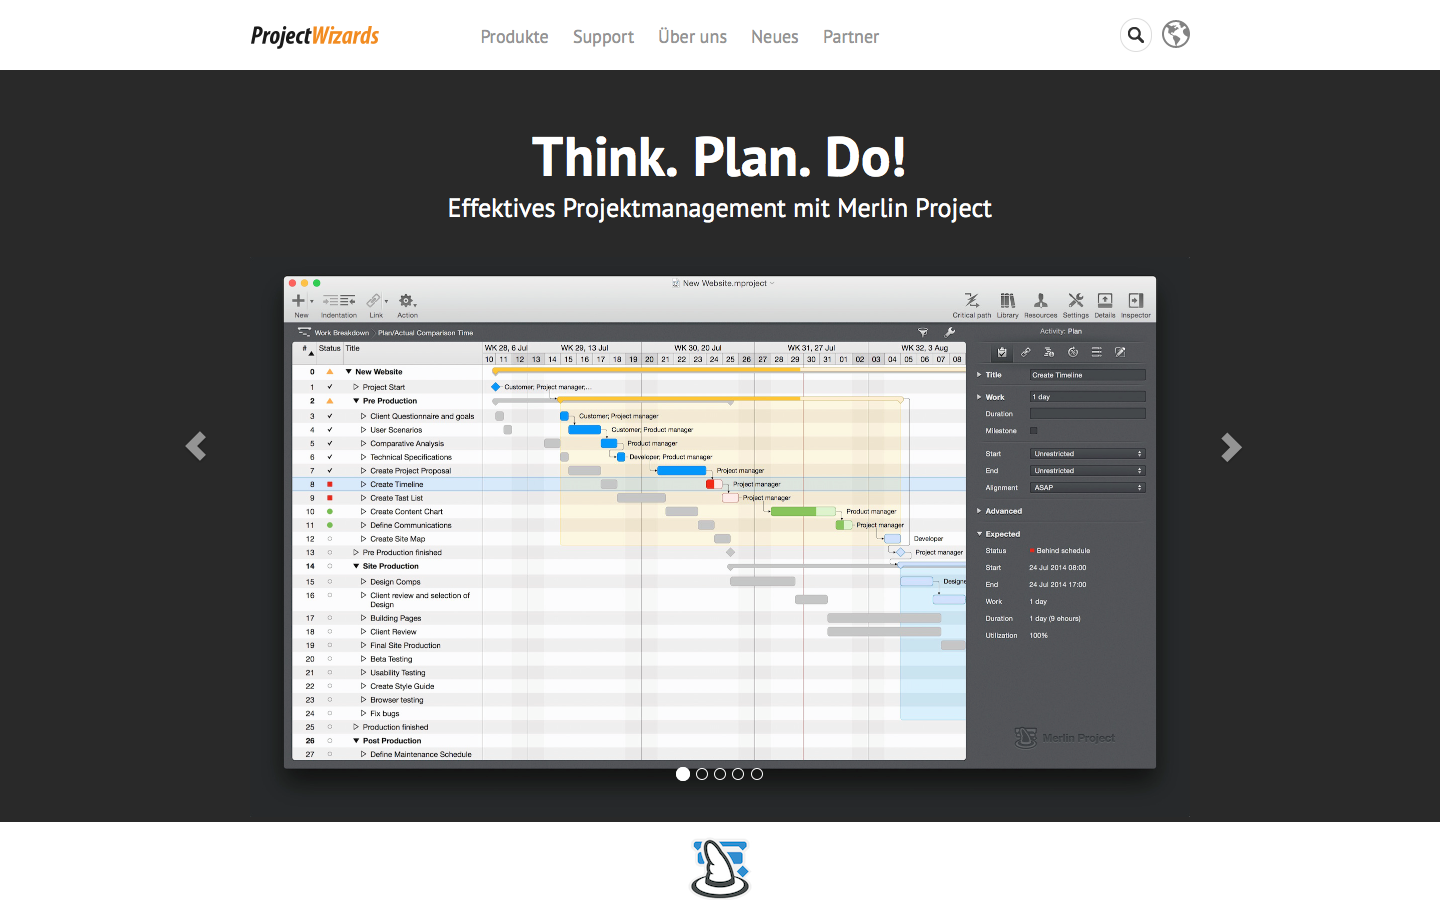 ProjectWizards
Produkte Support Über uns Neues Partner
Think. Plan. Do!
Effektives Projektmanagement mit Merlin Project
New Website.mproject
New Indentation Link Action Critical path Library Resources Settings Details Inspector
Work Breakdown Plan/Actual Comparison Time
Activity: Plan
# Status Title
WK 28, 6 Jul WK 29, 13 Jul WK 30, 20 Jul WK 31, 27 Jul WK 32, 3 Aug
10 11 12 13 14 15 16 17 18 19 20 21 22 23 24 25 26 27 28 29 30 31 01 02 03 04 05 06 07 08
0 New Website
1 Project Start Customer; Project manager;...
2 Pre Production
3 Client Questionnaire and goals Customer; Project manager
4 User Scenarios Customer; Product manager
5 Comparative Analysis Product manager
6 Technical Specifications Developer; Product manager
7 Create Project Proposal Project manager
8 Create Timeline Project manager
9 Create Tast List Project manager
10 Create Content Chart Product manager
11 Define Communications Project manager
12 Create Site Map Developer
13 Pre Production finished Project manager
14 Site Production
15 Design Comps Designe
16 Client review and selection of
Design
17 Building Pages
18 Client Review
19 Final Site Production
20 Beta Testing
21 Usability Testing
22 Create Style Guide
23 Browser testing
24 Fix bugs
25 Production finished
26 Post Production
27 Define Maintenance Schedule
Title Create Timeline
Work 1 day
Duration
Milestone
Start Unrestricted
End Unrestricted
Alignment ASAP
Advanced
Expected
Status Behind schedule
Start 24 Jul 2014 08:00
End 24 Jul 2014 17:00
Work 1 day
Duration 1 day (9 ehours)
Utilization 100%
Merlin Project